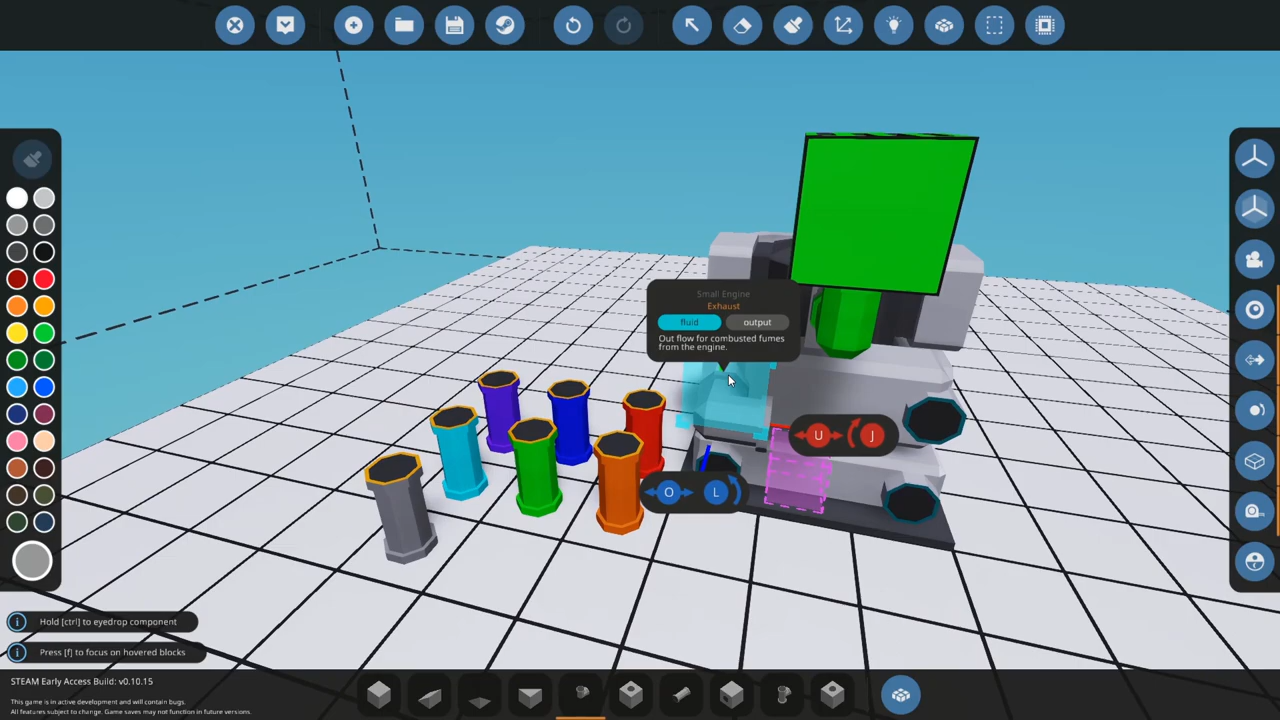 Small Engine
Exhaust
fluid output
Out flow for combusted fumes
from the engine.
U J
O L
Hold [ctrl] to eyedrop component
Press [f] to focus on hovered blocks
STEAM Early Access Build: v0.10.15
This game is in active development and will contain bugs.
All features subject to change. Game saves may not function in future versions.